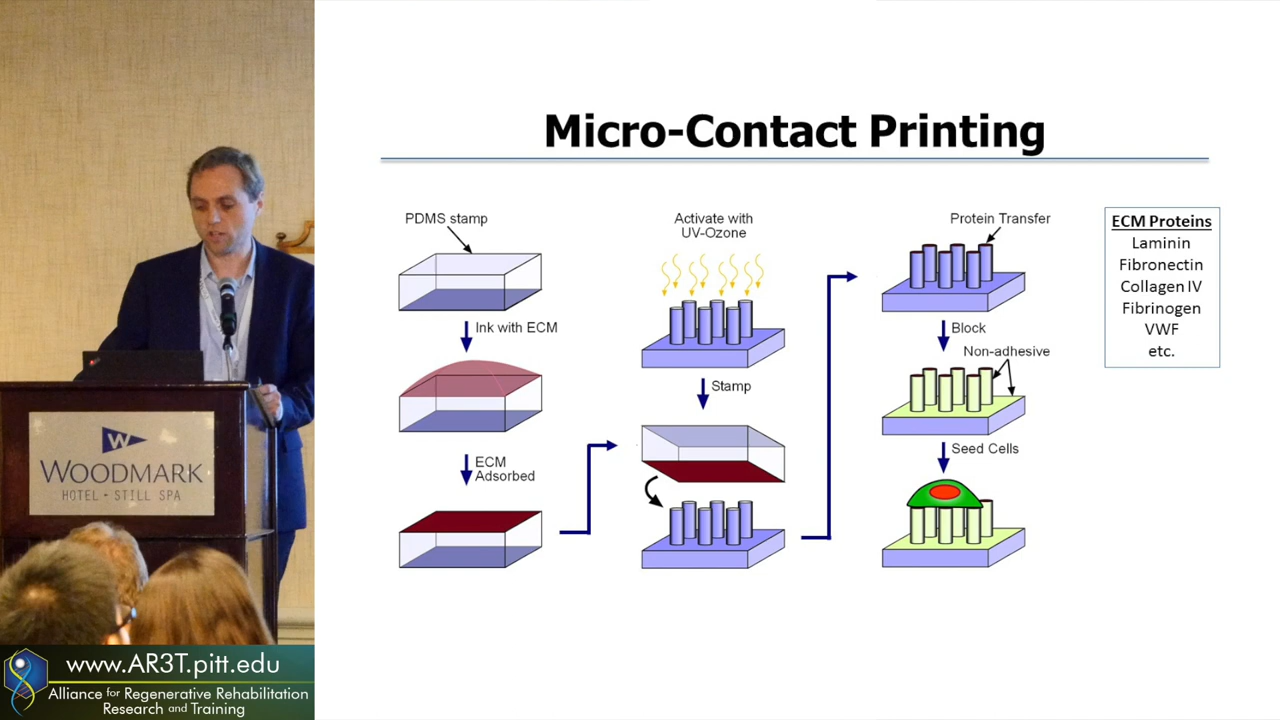 Micro-Contact Printing
PDMS stamp
Ink with ECM
ECM
Adsorbed
Activate with
UV-Ozone
Stamp
Protein Transfer
Block
Non-adhesive
Seed Cells
ECM Proteins
Laminin
Fibronectin
Collagen IV
Fibrinogen
VWF
etc.
W
WOODMARK
HOTEL • STILL SPA
www.AR3T.pitt.edu
Alliance for Regenerative Rehabilitation
Research and Training